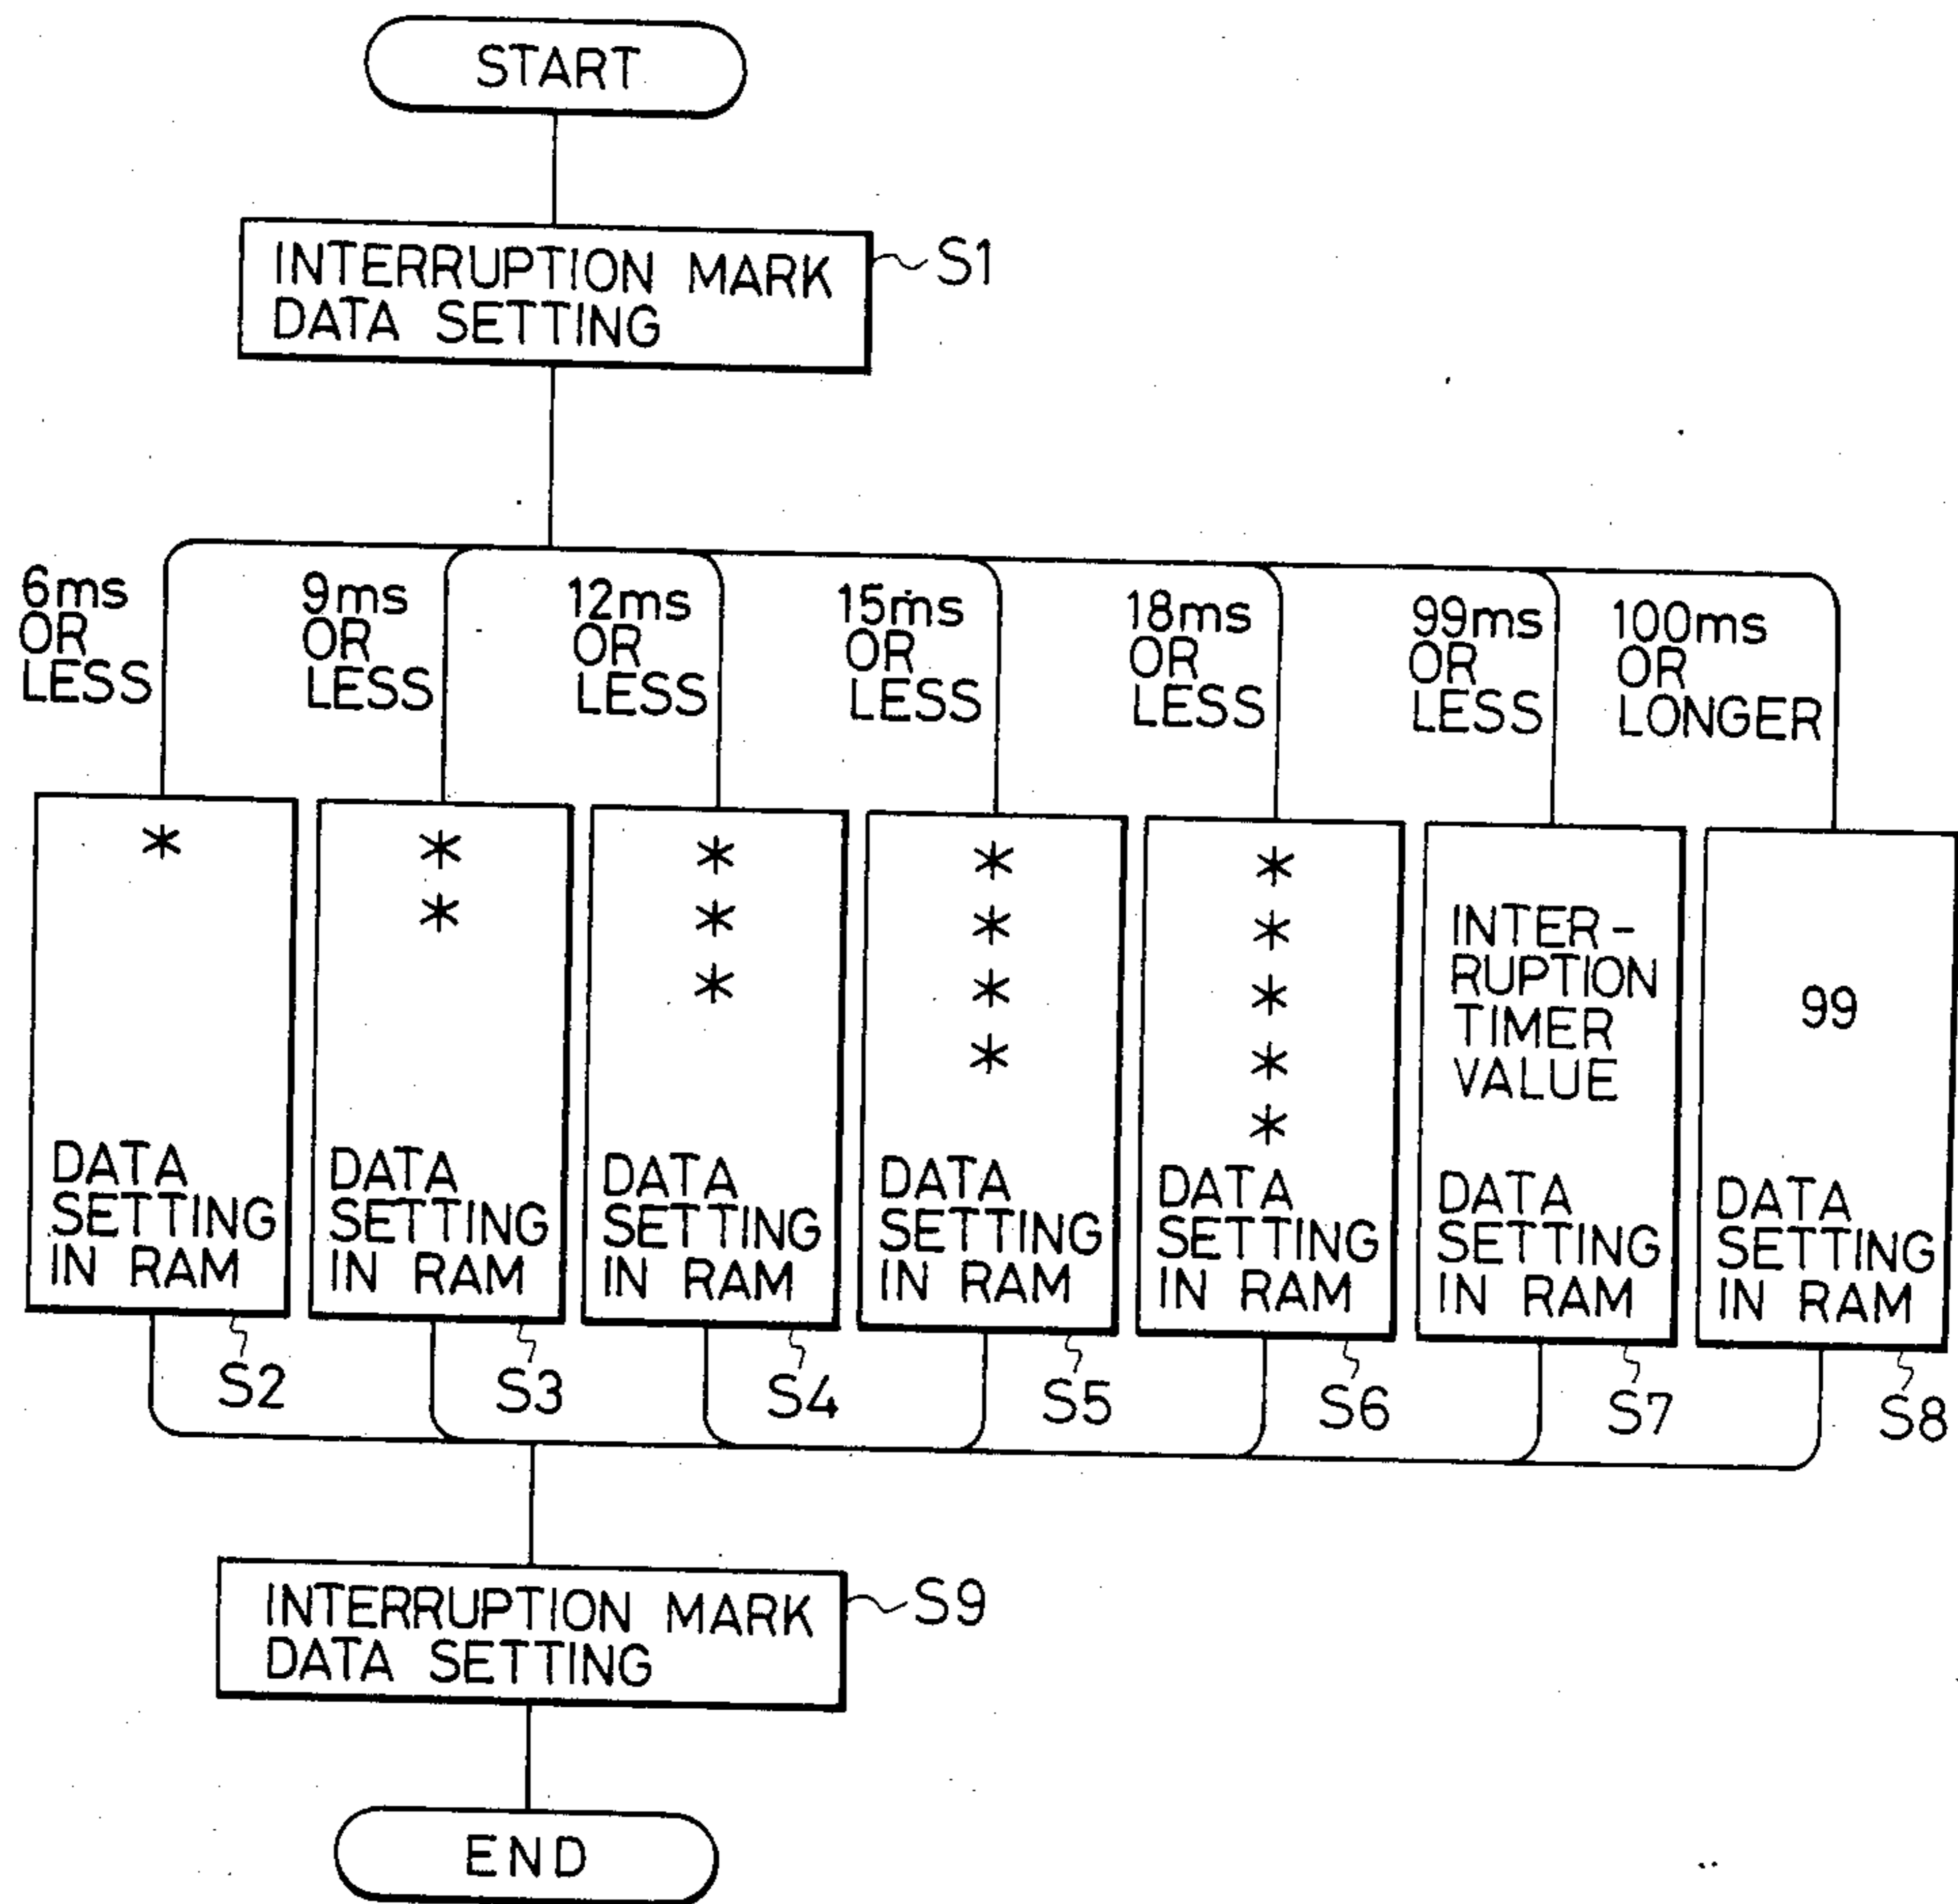 START
INTERRUPTION MARK
DATA SETTING
S1
6ms
OR
LESS
9ms
OR
LESS
12ms
OR
LESS
15ms
OR
LESS
18ms
OR
LESS
99ms
OR
LESS
100ms
OR
LONGER
*
DATA
SETTING
IN RAM
S2
*
*
DATA
SETTING
IN RAM
S3
*
*
*
DATA
SETTING
IN RAM
S4
*
*
*
*
DATA
SETTING
IN RAM
S5
*
*
*
*
*
DATA
SETTING
IN RAM
S6
INTER-
RUPTION
TIMER
VALUE
DATA
SETTING
IN RAM
S7
99
DATA
SETTING
IN RAM
S8
INTERRUPTION MARK
DATA SETTING
S9
END